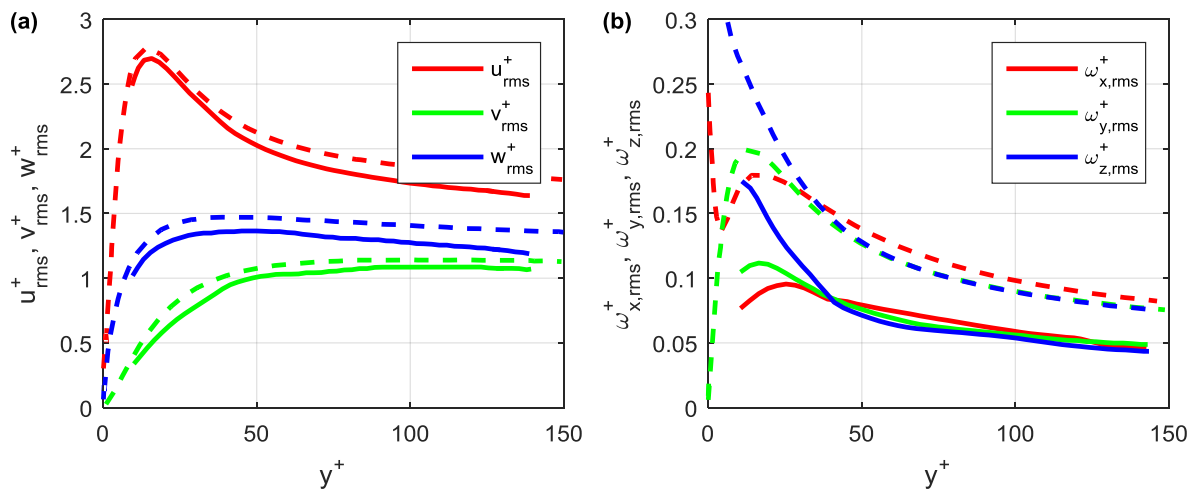 (a)
3
2.5
2
1.5
1
0.5
0
0
50
100
150
y⁺
u⁺rms, v⁺rms, w⁺rms
u⁺rms
v⁺rms
w⁺rms
(b)
0.3
0.25
0.2
0.15
0.1
0.05
0
0
50
100
150
y⁺
ω⁺x,rms, ω⁺y,rms, ω⁺z,rms
ω⁺x,rms
ω⁺y,rms
ω⁺z,rms